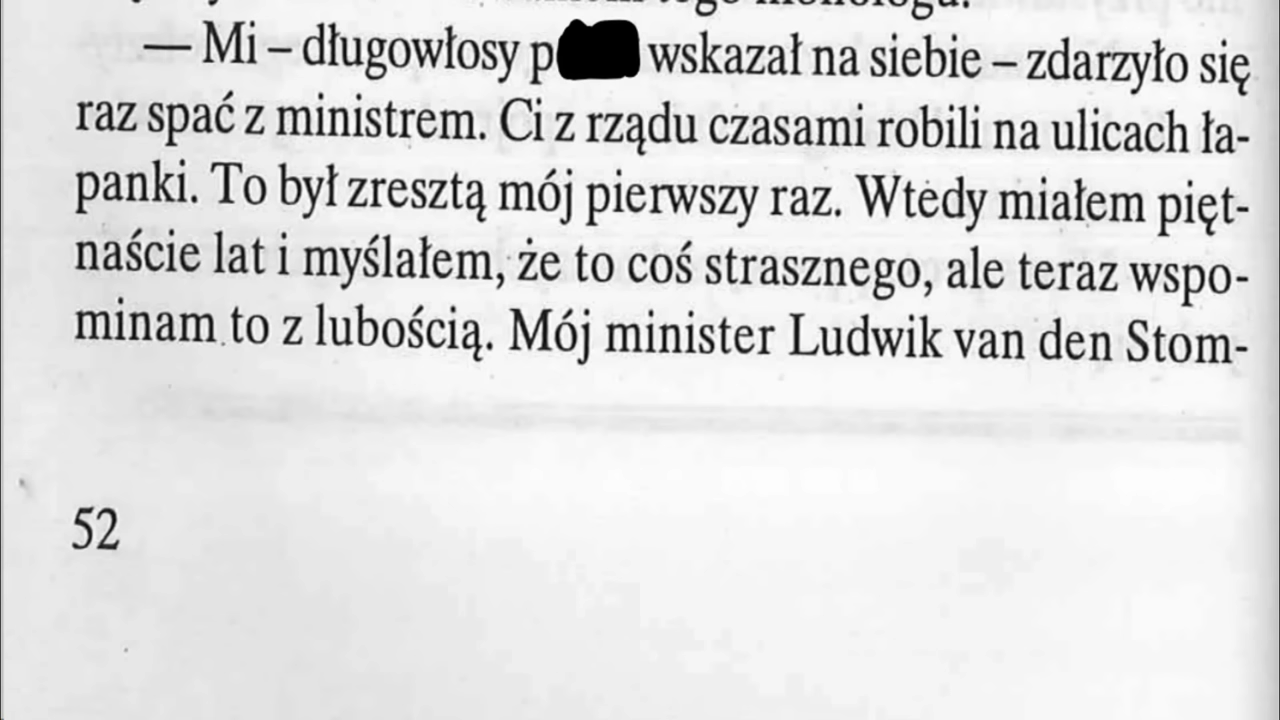 tego monologu.
— Mi – długowłosy p wskazał na siebie – zdarzyło się
raz spać z ministrem. Ci z rządu czasami robili na ulicach ła-
panki. To był zresztą mój pierwszy raz. Wtedy miałem pięt-
naście lat i myślałem, że to coś strasznego, ale teraz wspo-
minam to z lubością. Mój minister Ludwik van den Stom-
52